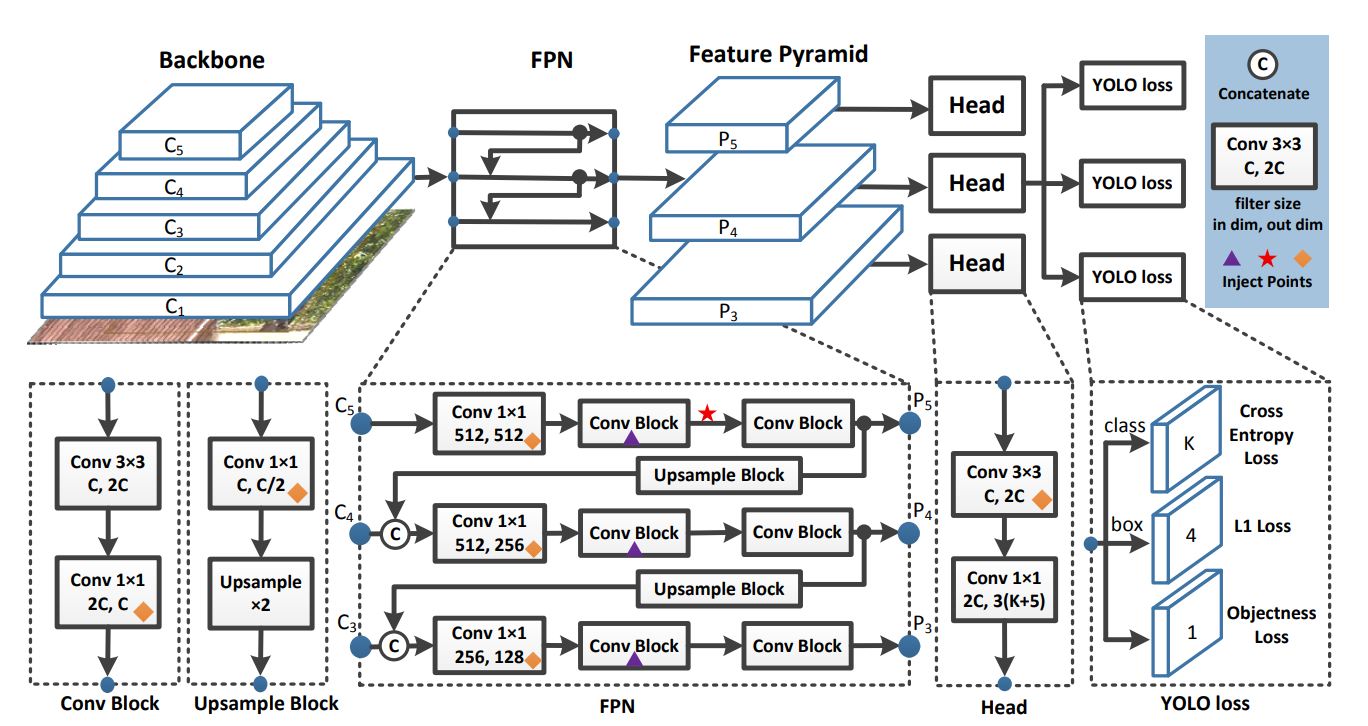 Backbone
FPN
Feature Pyramid
C5
C4
C3
C2
C1
P5
P4
P3
Head
Head
Head
YOLO loss
YOLO loss
YOLO loss
C
Concatenate
Conv 3×3
C, 2C
filter size
in dim, out dim
Inject Points
Conv 3×3
C, 2C
Conv 1×1
2C, C
Conv Block
Conv 1×1
C, C/2
Upsample
×2
Upsample Block
C5
Conv 1×1
512, 512
Conv Block
Conv Block
P5
Upsample Block
C4
C
Conv 1×1
512, 256
Conv Block
Conv Block
P4
Upsample Block
C3
C
Conv 1×1
256, 128
Conv Block
Conv Block
P3
FPN
Conv 3×3
C, 2C
Conv 1×1
2C, 3(K+5)
Head
class
K
Cross
Entropy
Loss
box
4
L1 Loss
1
Objectness
Loss
YOLO loss